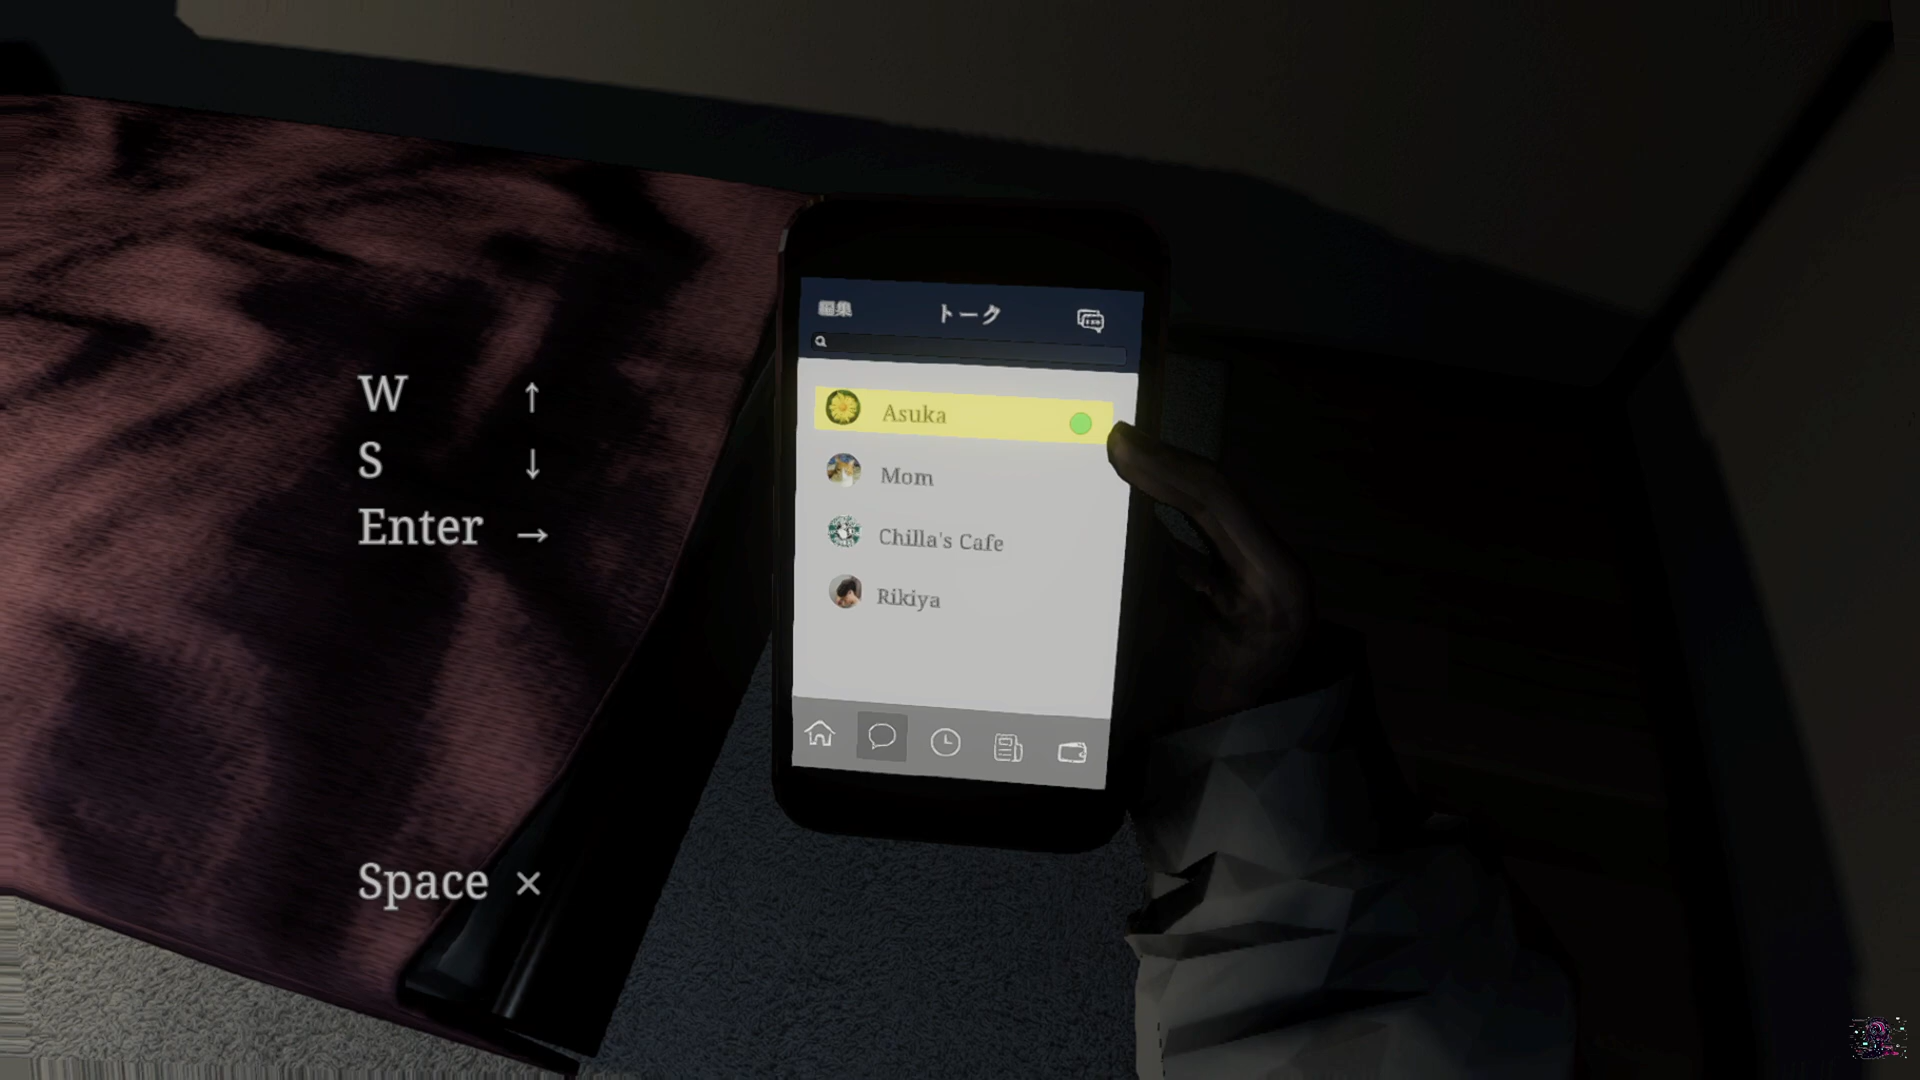 W ↑
S ↓
Enter →
Space ×
編集 トーク
Asuka
Mom
Chilla's Cafe
Rikiya